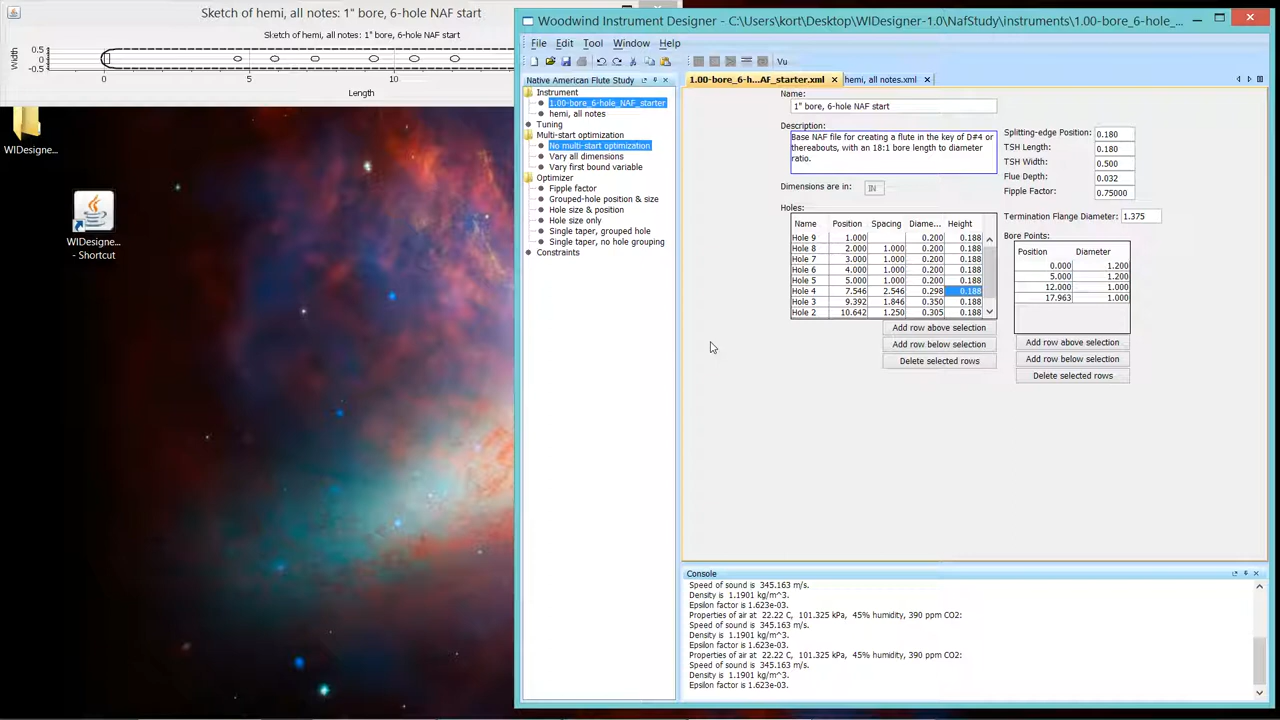 Sketch of hemi, all notes: 1" bore, 6-hole NAF start
Sketch of hemi, all notes: 1" bore, 6-hole NAF start
Width
0.5
0.0
-0.5
0 5 10
Length
WIDesigne...
WIDesigne...
- Shortcut
Woodwind Instrument Designer - C:\Users\kort\Desktop\WIDesigner-1.0\NafStudy\instruments\1.00-bore_6-hole_...
File Edit Tool Window Help
Vu
Native American Flute Study
Instrument
1.00-bore_6-hole_NAF_starter
hemi, all notes
Tuning
Multi-start optimization
No multi-start optimization
Vary all dimensions
Vary first bound variable
Optimizer
Fipple factor
Grouped-hole position & size
Hole size & position
Hole size only
Single taper, grouped hole
Single taper, no hole grouping
Constraints
1.00-bore_6-h...AF_starter.xml hemi, all notes.xml
Name:
1" bore, 6-hole NAF start
Description:
Base NAF file for creating a flute in the key of D#4 or
thereabouts, with an 18:1 bore length to diameter
ratio.
Dimensions are in: IN
Holes:
Name Position Spacing Diame... Height
Hole 9 1.000 0.200 0.188
Hole 8 2.000 1.000 0.200 0.188
Hole 7 3.000 1.000 0.200 0.188
Hole 6 4.000 1.000 0.200 0.188
Hole 5 5.000 1.000 0.200 0.188
Hole 4 7.546 2.546 0.298 0.188
Hole 3 9.392 1.846 0.350 0.188
Hole 2 10.642 1.250 0.305 0.188
Add row above selection
Add row below selection
Delete selected rows
Splitting-edge Position: 0.180
TSH Length: 0.180
TSH Width: 0.500
Flue Depth: 0.032
Fipple Factor: 0.75000
Termination Flange Diameter: 1.375
Bore Points:
Position Diameter
0.000 1.200
5.000 1.200
12.000 1.000
17.963 1.000
Add row above selection
Add row below selection
Delete selected rows
Console
Speed of sound is 345.163 m/s.
Density is 1.1901 kg/m^3.
Epsilon factor is 1.623e-03.
Properties of air at 22.22 C, 101.325 kPa, 45% humidity, 390 ppm CO2:
Speed of sound is 345.163 m/s.
Density is 1.1901 kg/m^3.
Epsilon factor is 1.623e-03.
Properties of air at 22.22 C, 101.325 kPa, 45% humidity, 390 ppm CO2:
Speed of sound is 345.163 m/s.
Density is 1.1901 kg/m^3.
Epsilon factor is 1.623e-03.